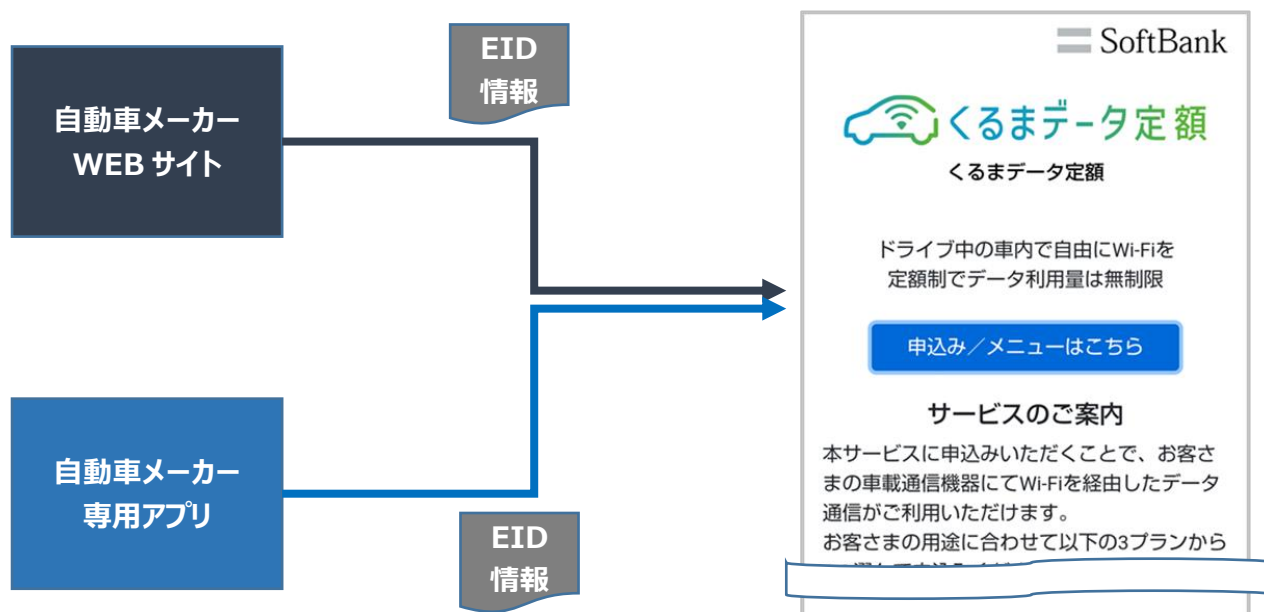 自動車メーカー
WEB サイト
EID
情報
自動車メーカー
専用アプリ
EID
情報
SoftBank
くるまデータ定額
くるまデータ定額
ドライブ中の車内で自由にWi-Fiを
定額制でデータ利用量は無制限
申込み／メニューはこちら
サービスのご案内
本サービスに申込みいただくことで、お客さ
まの車載通信機器にてWi-Fiを経由したデータ
通信がご利用いただけます。
お客さまの用途に合わせて以下の3プランから